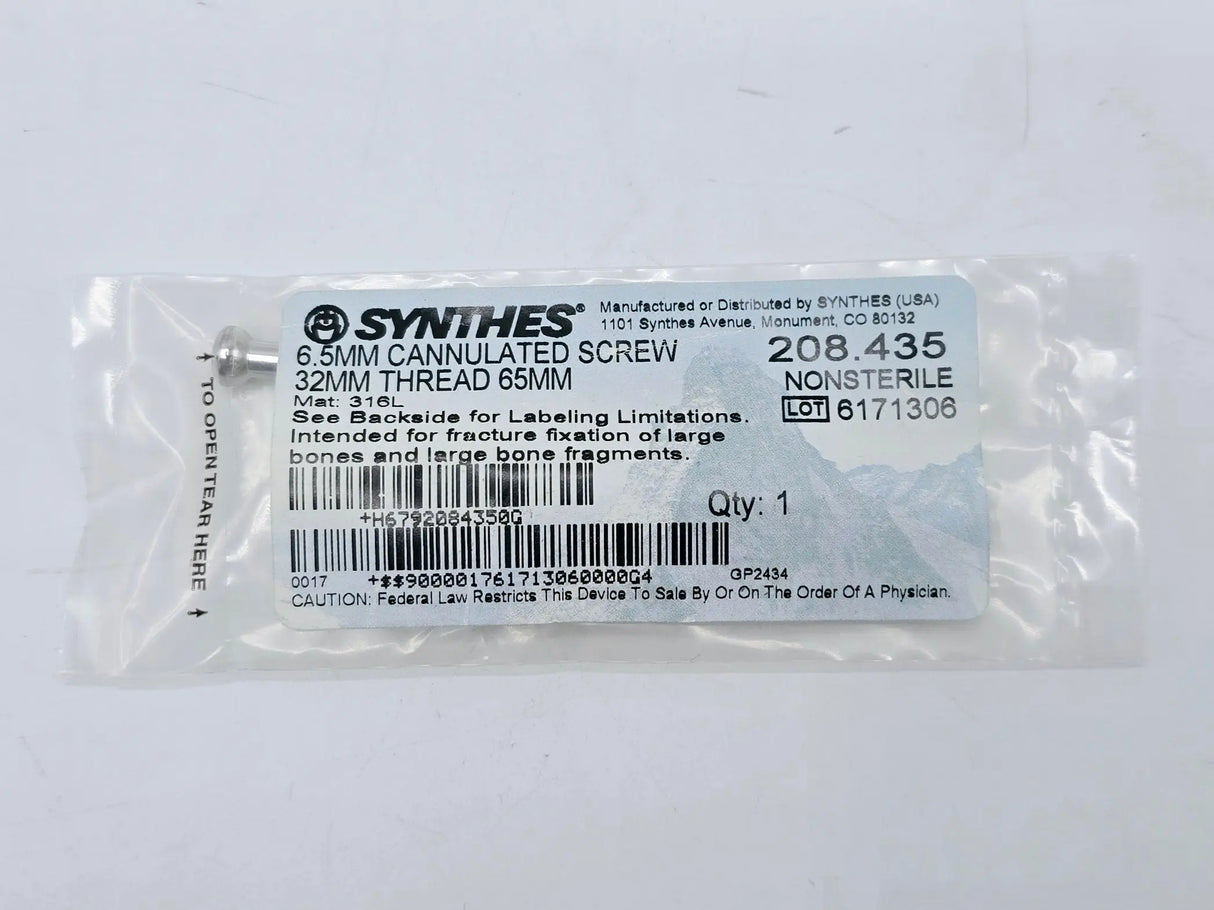 SYNTHES®
Manufactured or Distributed by SYNTHES (USA)
1101 Synthes Avenue, Monument, CO 80132
6.5MM CANNULATED SCREW
32MM THREAD 65MM
208.435
NONSTERILE
LOT 6171306
Mat: 316L
See Backside for Labeling Limitations.
Intended for fracture fixation of large
bones and large bone fragments.
+H6792084350G
Qty: 1
0017 +$$900001761713060000G4 GP2434
CAUTION: Federal Law Restricts This Device To Sale By Or On The Order Of A Physician.
TO OPEN TEAR HERE